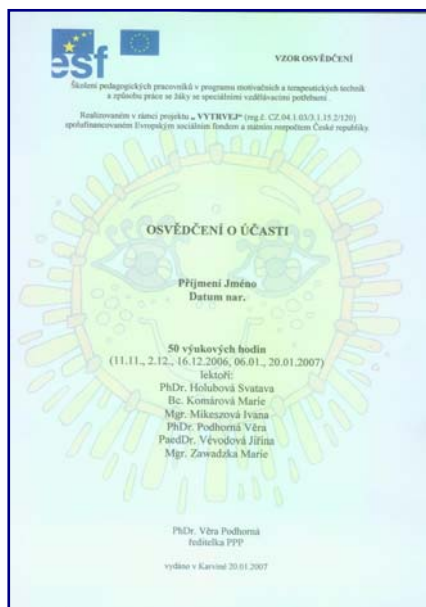 esf
VZOR OSVĚDČENÍ
Školení pedagogických pracovníků v programu motivačních a terapeutických technik
a způsobu práce se žáky se speciálními vzdělávacími potřebami
Realizovaném v rámci projektu „ VYTRVEJ“ (reg.č. CZ.04.1.03/3.1.15.2/120)
spolufinancovaném Evropským sociálním fondem a státním rozpočtem České republiky.
OSVĚDČENÍ O ÚČASTI
Příjmení Jméno
Datum nar.
50 výukových hodin
(11.11., 2.12., 16.12.2006, 06.01., 20.01.2007)
lektoři:
PhDr. Holubová Svatava
Bc. Komárová Marie
Mgr. Mikeszová Ivana
PhDr. Podhorná Věra
PaedDr. Vévodová Jiřina
Mgr. Zawadzka Marie
PhDr. Věra Podhorná
ředitelka PPP
vydáno v Karviné 20.01.2007